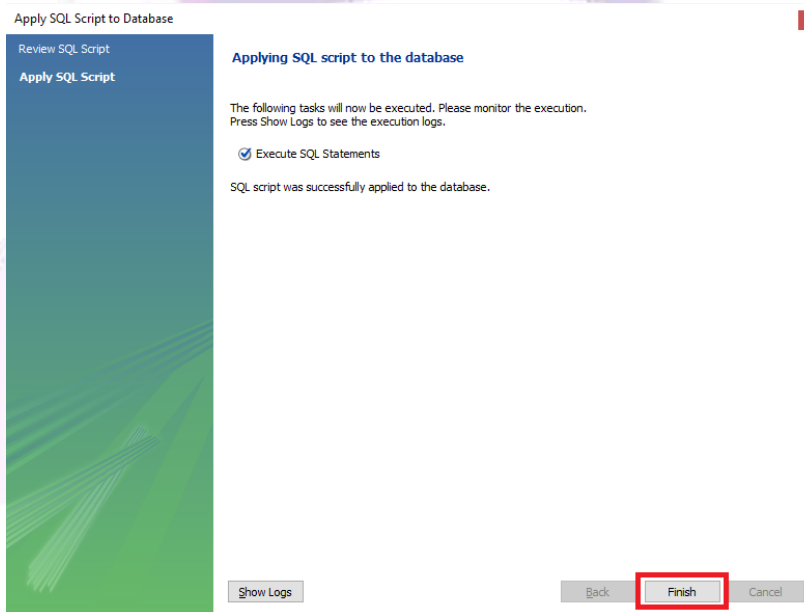 Apply SQL Script to Database
Review SQL Script
Apply SQL Script
Applying SQL script to the database
The following tasks will now be executed. Please monitor the execution.
Press Show Logs to see the execution logs.
Execute SQL Statements
SQL script was successfully applied to the database.
Show Logs
Back
Finish
Cancel